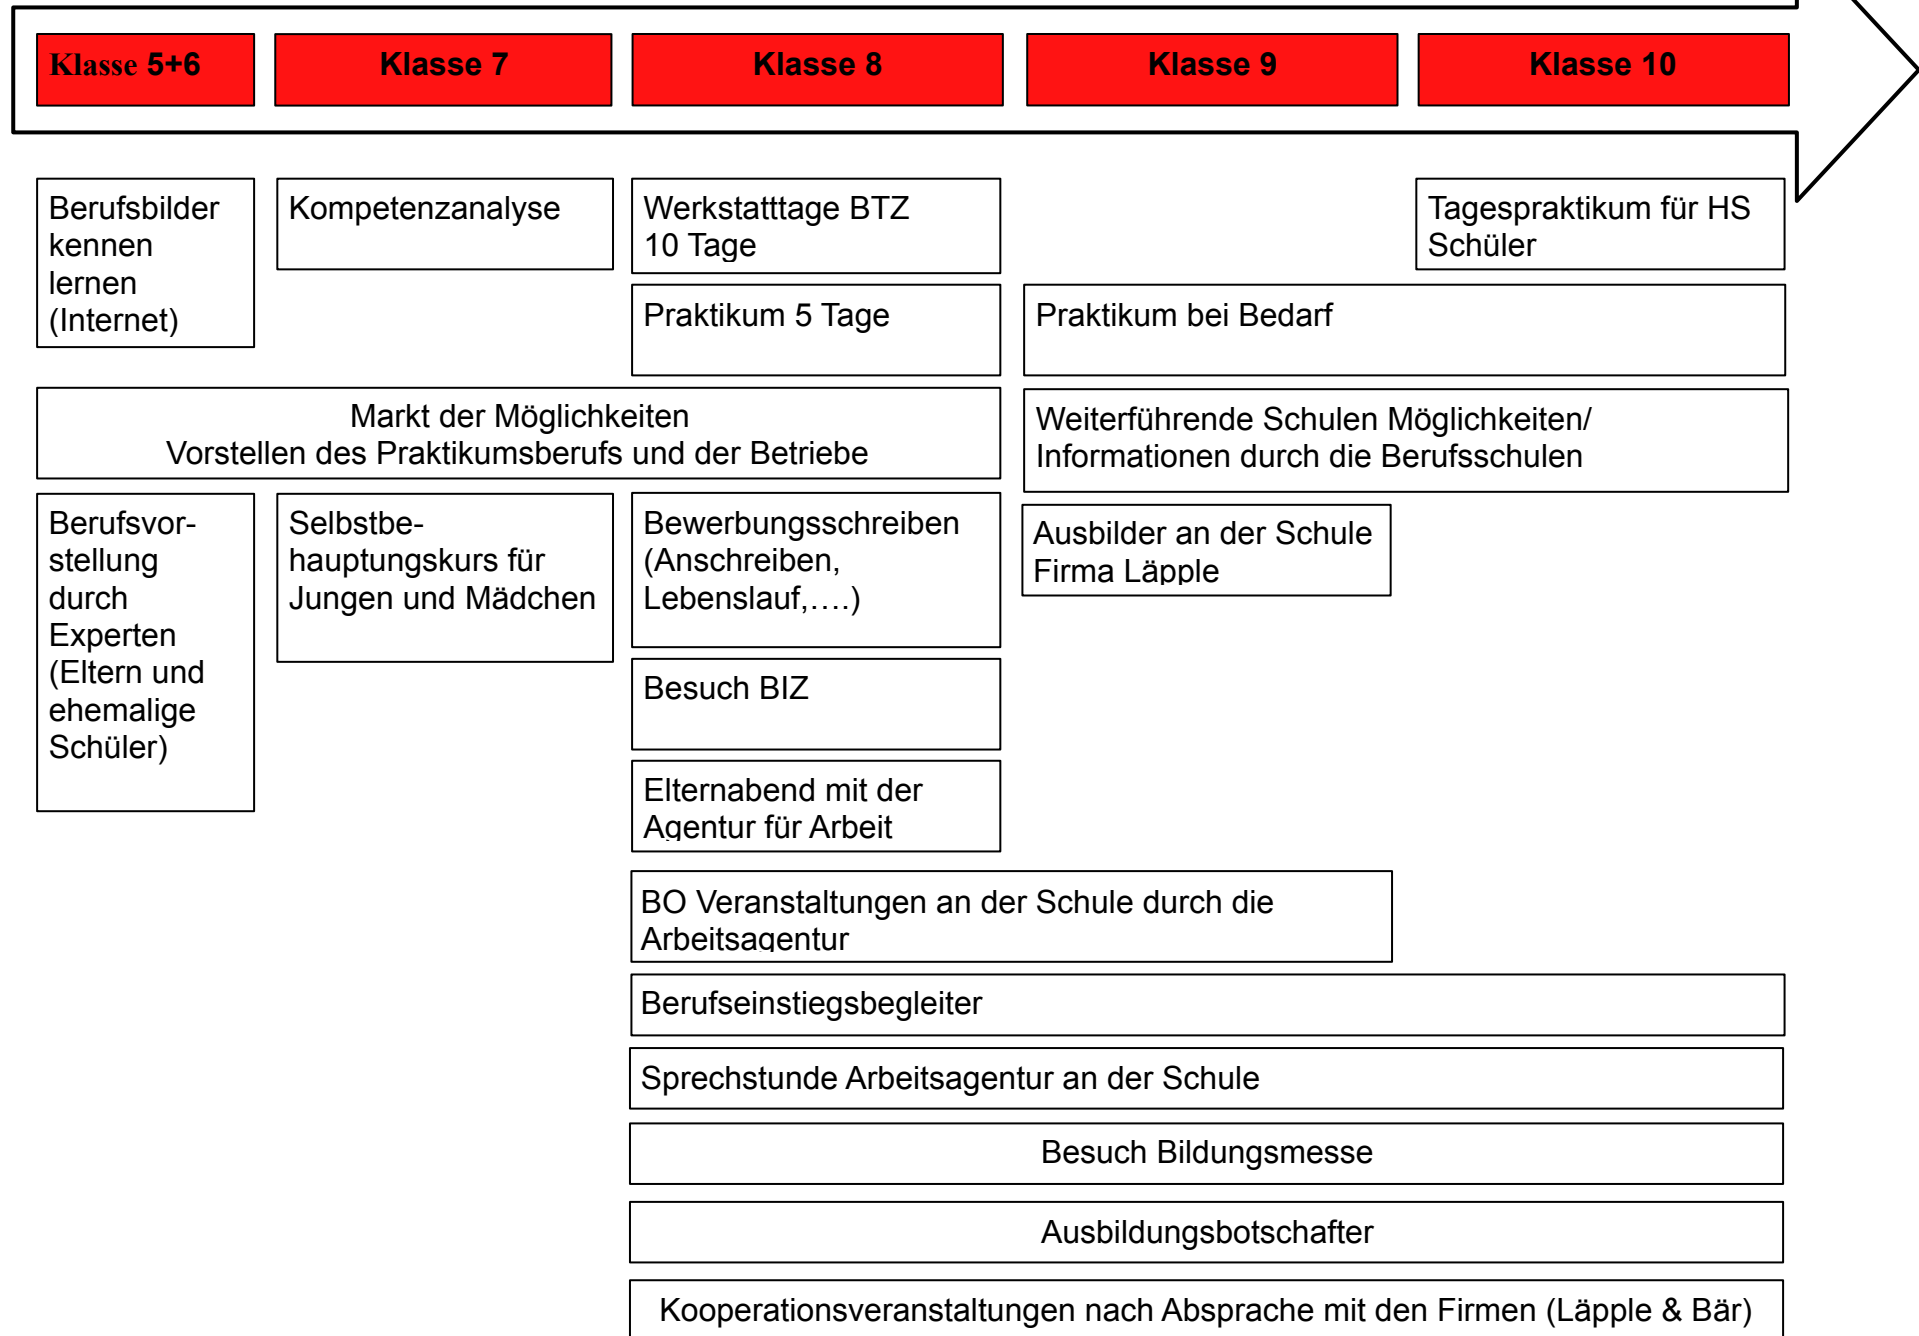 Klasse 5+6
Klasse 7
Klasse 8
Klasse 9
Klasse 10
Berufsbilder
kennen
lernen
(Internet)
Kompetenzanalyse
Werkstatttage BTZ
10 Tage
Tagespraktikum für HS
Schüler
Praktikum 5 Tage
Praktikum bei Bedarf
Markt der Möglichkeiten
Vorstellen des Praktikumsberufs und der Betriebe
Weiterführende Schulen Möglichkeiten/
Informationen durch die Berufsschulen
Berufsvor-
stellung
durch
Experten
(Eltern und
ehemalige
Schüler)
Selbstbe-
hauptungskurs für
Jungen und Mädchen
Bewerbungsschreiben
(Anschreiben,
Lebenslauf,….)
Ausbilder an der Schule
Firma Läpple
Besuch BIZ
Elternabend mit der
Agentur für Arbeit
BO Veranstaltungen an der Schule durch die
Arbeitsagentur
Berufseinstiegsbegleiter
Sprechstunde Arbeitsagentur an der Schule
Besuch Bildungsmesse
Ausbildungsbotschafter
Kooperationsveranstaltungen nach Absprache mit den Firmen (Läpple & Bär)